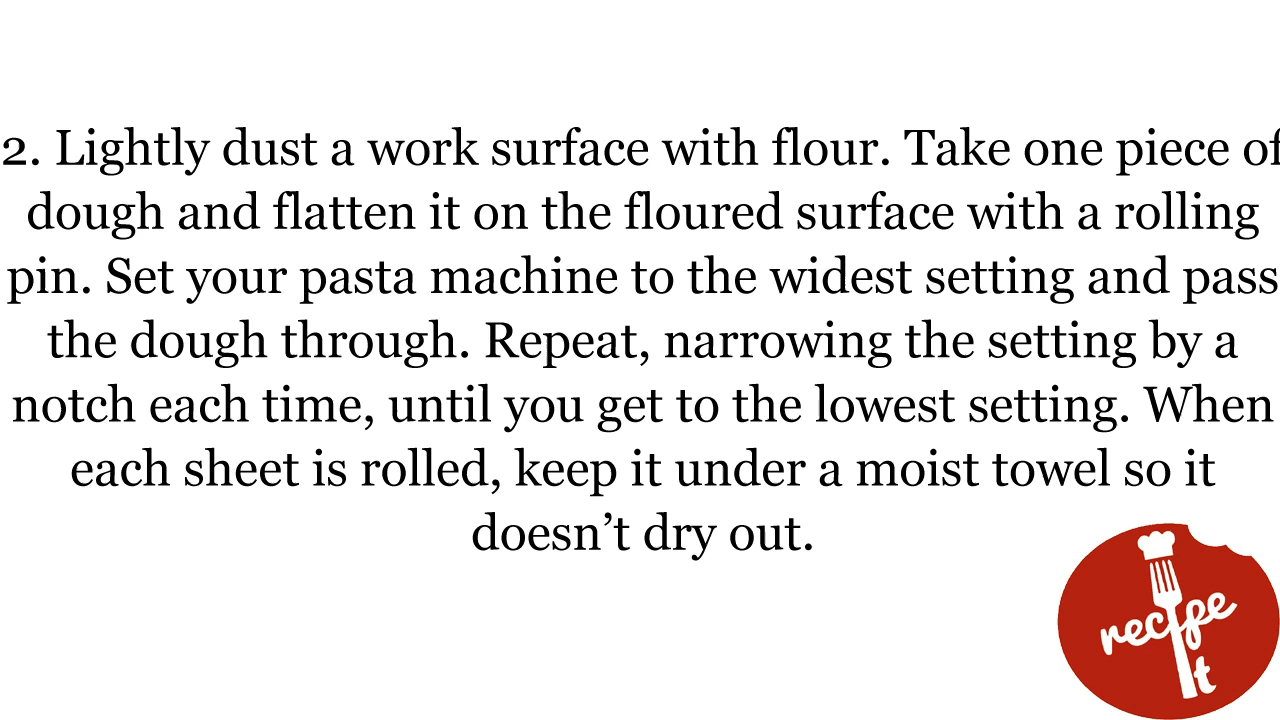 2. Lightly dust a work surface with flour. Take one piece of
dough and flatten it on the floured surface with a rolling
pin. Set your pasta machine to the widest setting and pass
the dough through. Repeat, narrowing the setting by a
notch each time, until you get to the lowest setting. When
each sheet is rolled, keep it under a moist towel so it
doesn’t dry out.
recipe
it